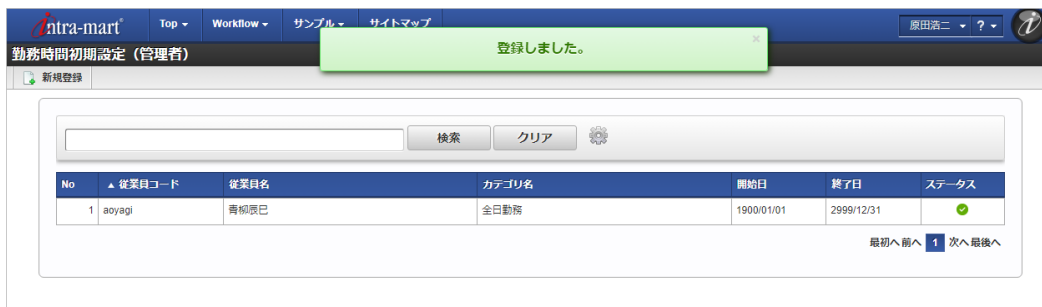 intra-mart® Top Workflow サンプル サイトマップ 原田浩二 ?
登録しました。 ×
勤務時間初期設定（管理者）
新規登録
検索 クリア
No ▲ 従業員コード 従業員名 カテゴリ名 開始日 終了日 ステータス
1 aoyagi 青柳辰巳 全日勤務 1900/01/01 2999/12/31
最初へ 前へ 1 次へ 最後へ